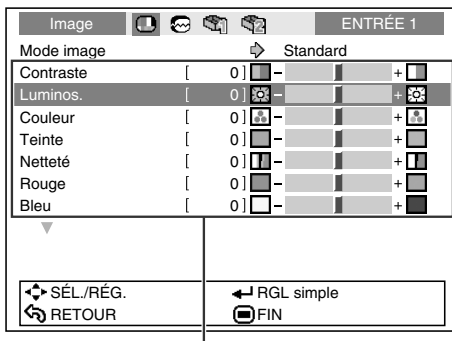 Image ENTRÉE 1
Mode image Standard
Contraste [ 0 ] – +
Luminos. [ 0 ] – +
Couleur [ 0 ] – +
Teinte [ 0 ] – +
Netteté [ 0 ] – +
Rouge [ 0 ] – +
Bleu [ 0 ] – +
SÉL./RÉG. RGL simple
RETOUR FIN